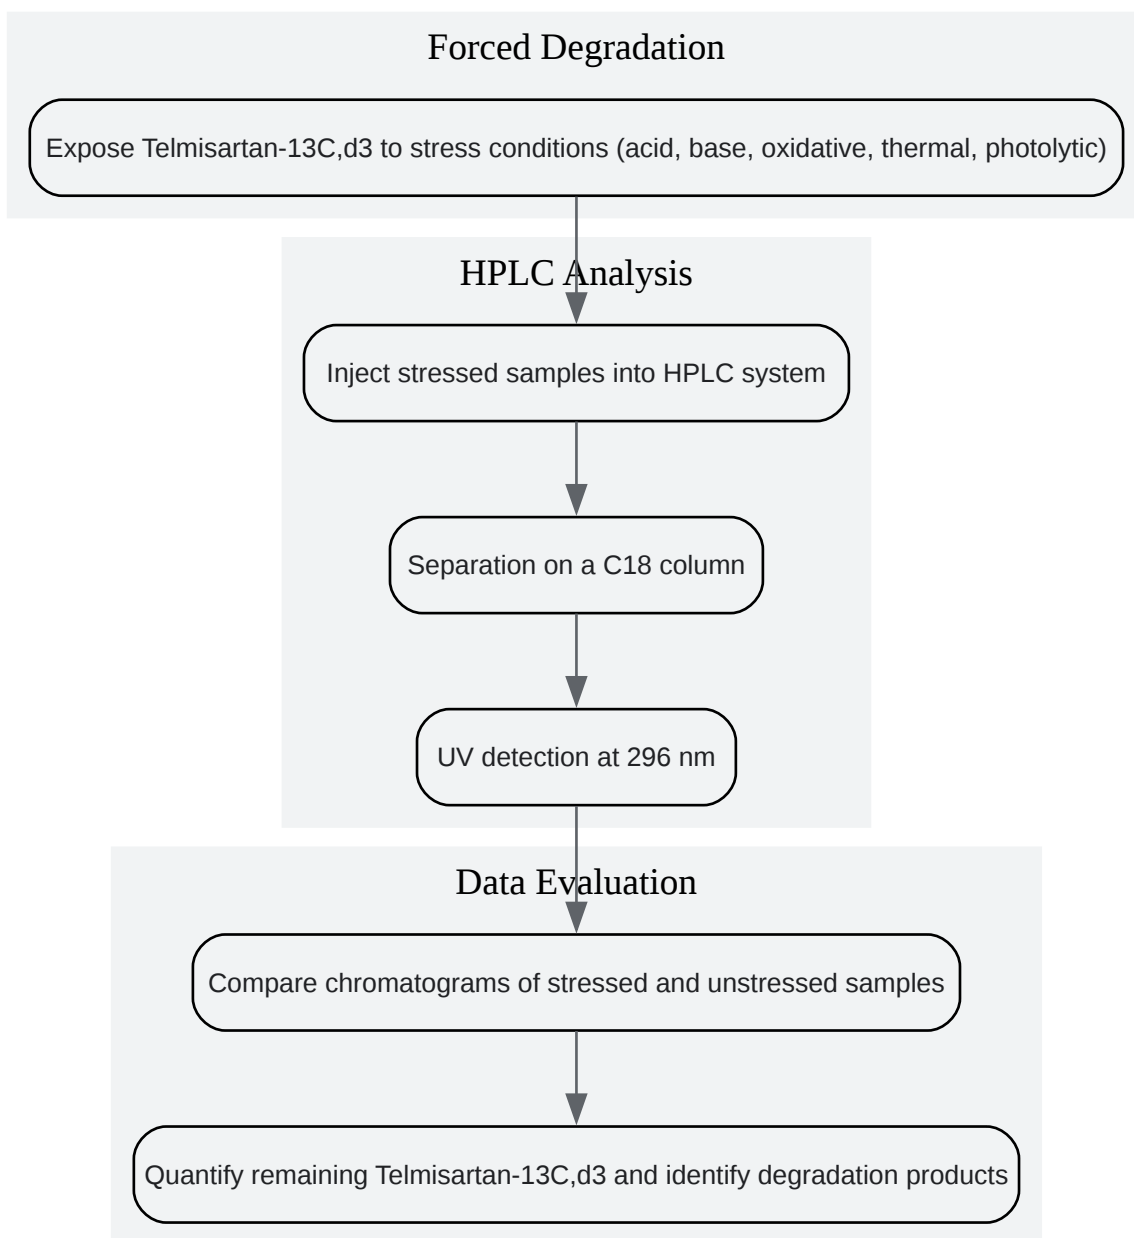 Forced Degradation
Expose Telmisartan-13C,d3 to stress conditions (acid, base, oxidative, thermal, photolytic)
HPLC Analysis
Inject stressed samples into HPLC system
Separation on a C18 column
UV detection at 296 nm
Data Evaluation
Compare chromatograms of stressed and unstressed samples
Quantify remaining Telmisartan-13C,d3 and identify degradation products